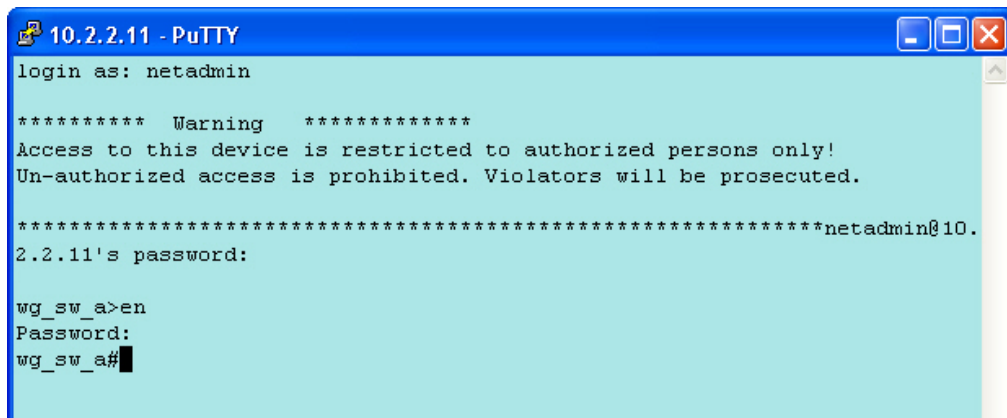 10.2.2.11 - PuTTY
login as: netadmin
********** Warning *************
Access to this device is restricted to authorized persons only!
Un-authorized access is prohibited. Violators will be prosecuted.
***************************************************************netadmin@10.
2.2.11's password:
wg_sw_a>en
Password:
wg_sw_a#